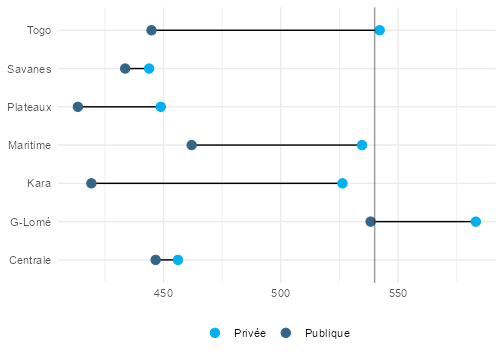 Togo
Savanes
Plateaux
Maritime
Kara
G-Lomé
Centrale
450 500 550
Privée Publique